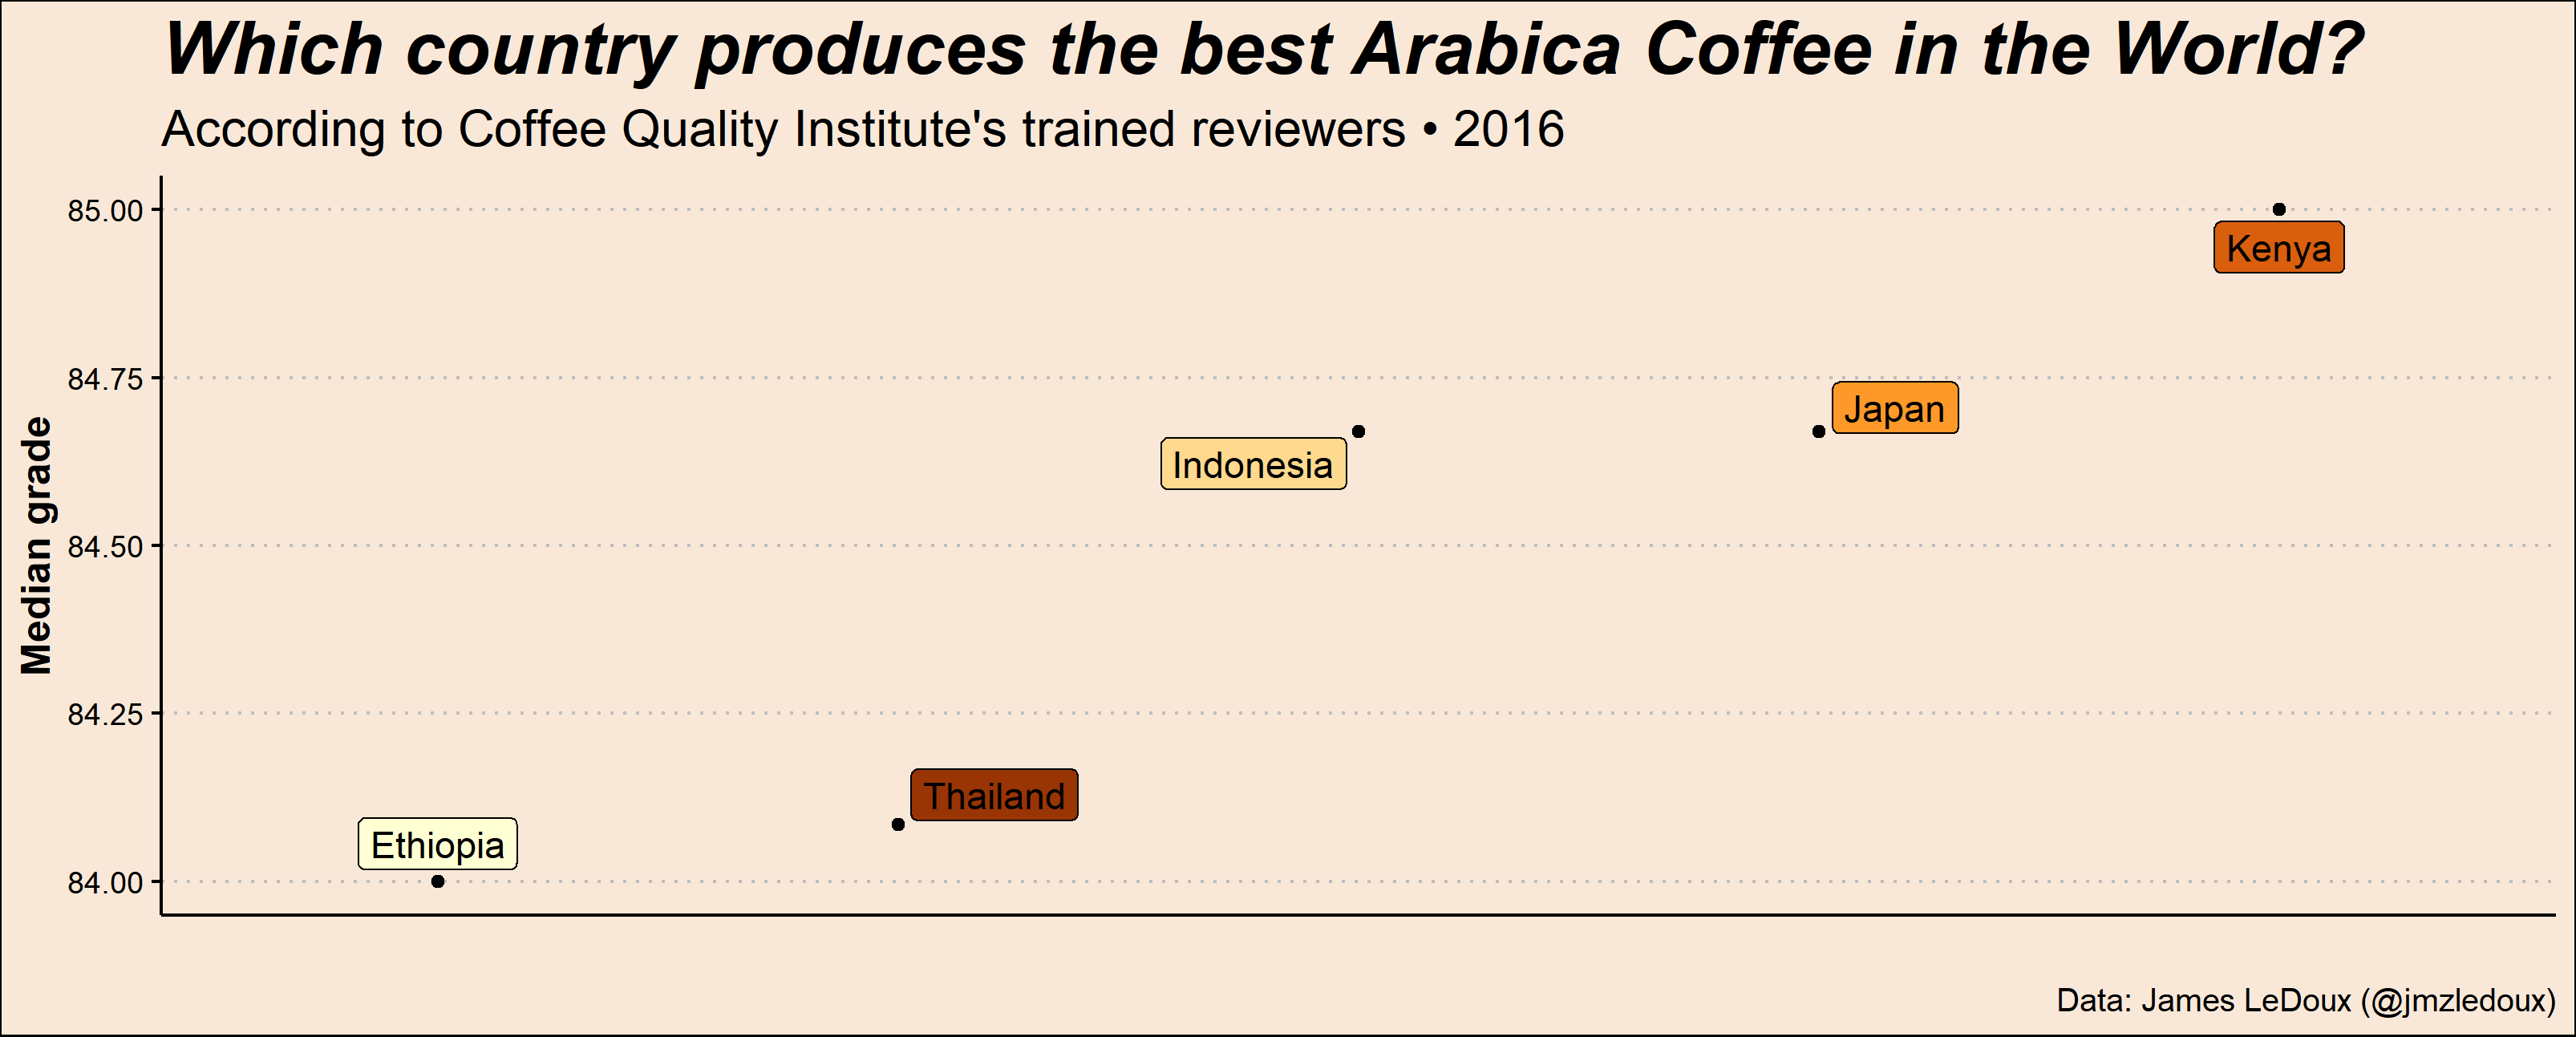 Which country produces the best Arabica Coffee in the World?
According to Coffee Quality Institute's trained reviewers • 2016
Median grade
85.00
84.75
84.50
84.25
84.00
Kenya
Japan
Indonesia
Thailand
Ethiopia
Data: James LeDoux (@jmzledoux)